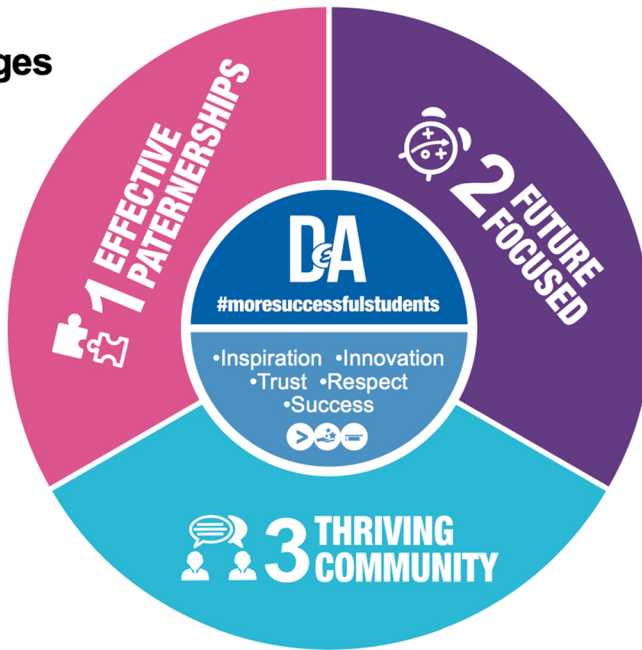 ges
1 EFFECTIVE
PATERNERSHIPS
2 FUTURE
FOCUSED
D&A
#moresuccessfulstudents
•Inspiration •Innovation
•Trust •Respect
•Success
3 THRIVING
COMMUNITY